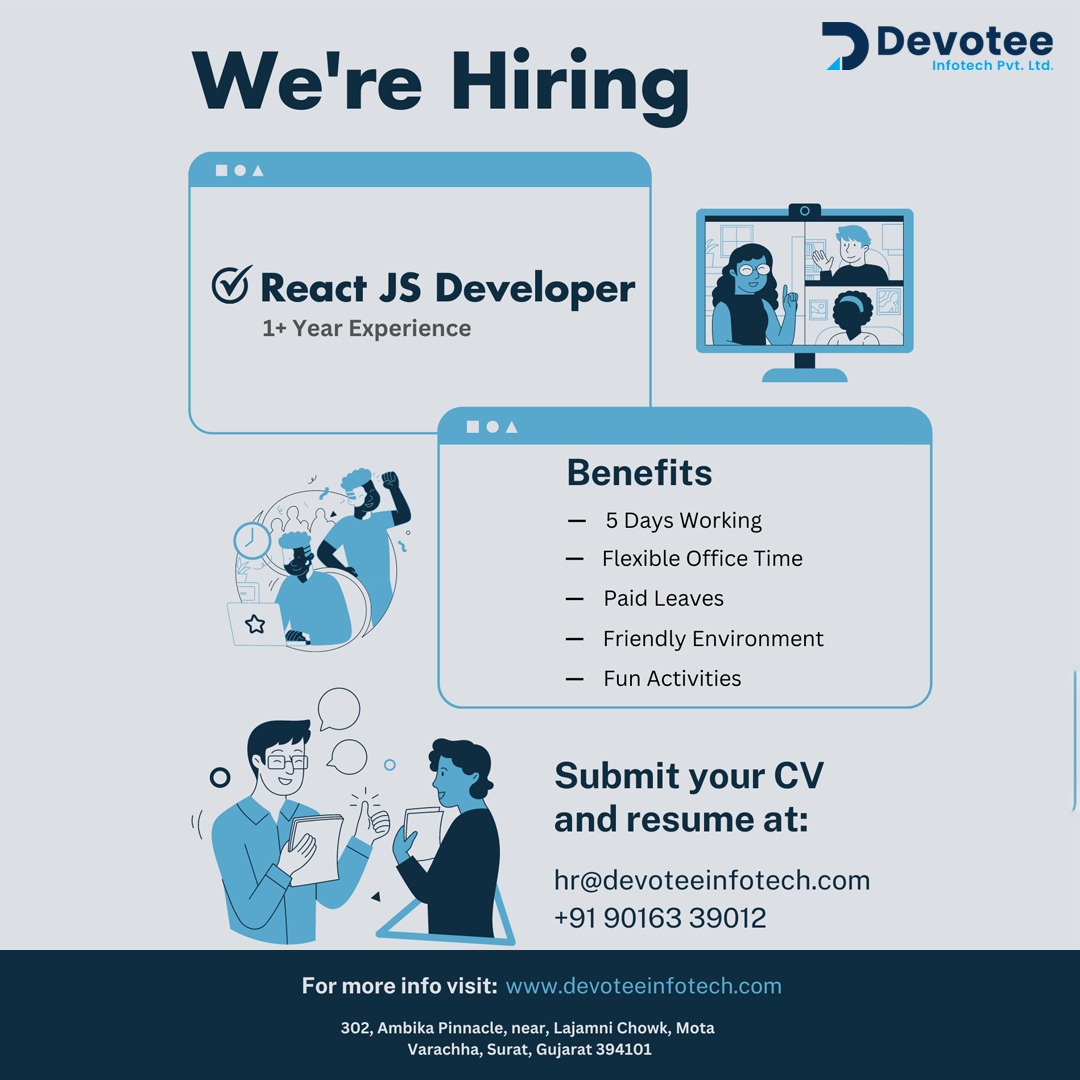 Devotee
Infotech Pvt. Ltd.
We're Hiring
React JS Developer
1+ Year Experience
Benefits
— 5 Days Working
— Flexible Office Time
— Paid Leaves
— Friendly Environment
— Fun Activities
Submit your CV
and resume at:
hr@devoteeinfotech.com
+91 90163 39012
For more info visit: www.devoteeinfotech.com
302, Ambika Pinnacle, near, Lajamni Chowk, Mota
Varachha, Surat, Gujarat 394101